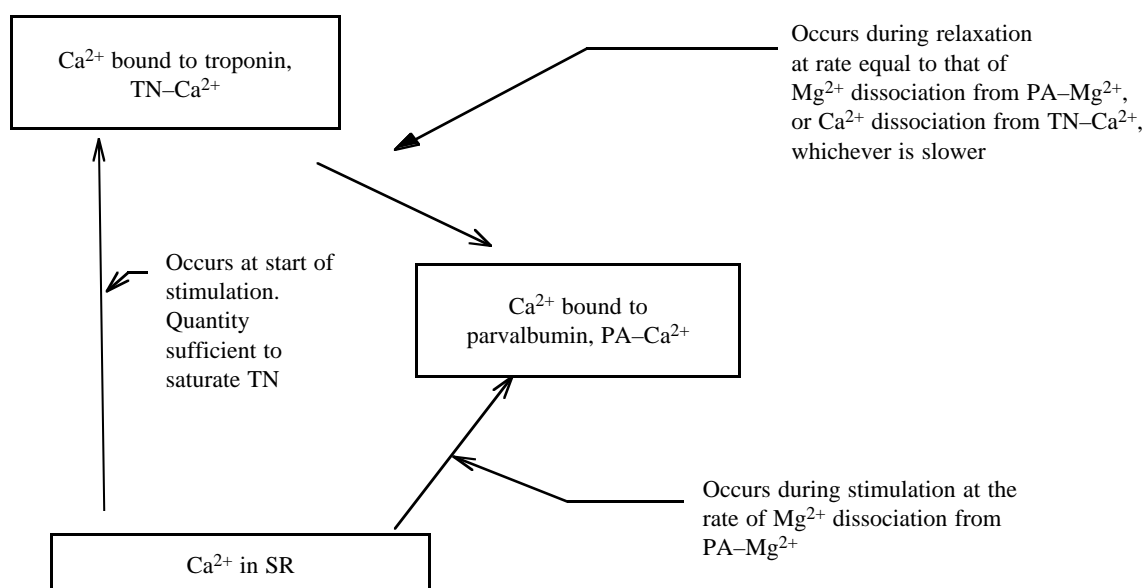 Ca²⁺ bound to troponin,
TN–Ca²⁺
Occurs during relaxation
at rate equal to that of
Mg²⁺ dissociation from PA–Mg²⁺,
or Ca²⁺ dissociation from TN–Ca²⁺,
whichever is slower
Occurs at start of
stimulation.
Quantity
sufficient to
saturate TN
Ca²⁺ bound to
parvalbumin, PA–Ca²⁺
Occurs during stimulation at the
rate of Mg²⁺ dissociation from
PA–Mg²⁺
Ca²⁺ in SR